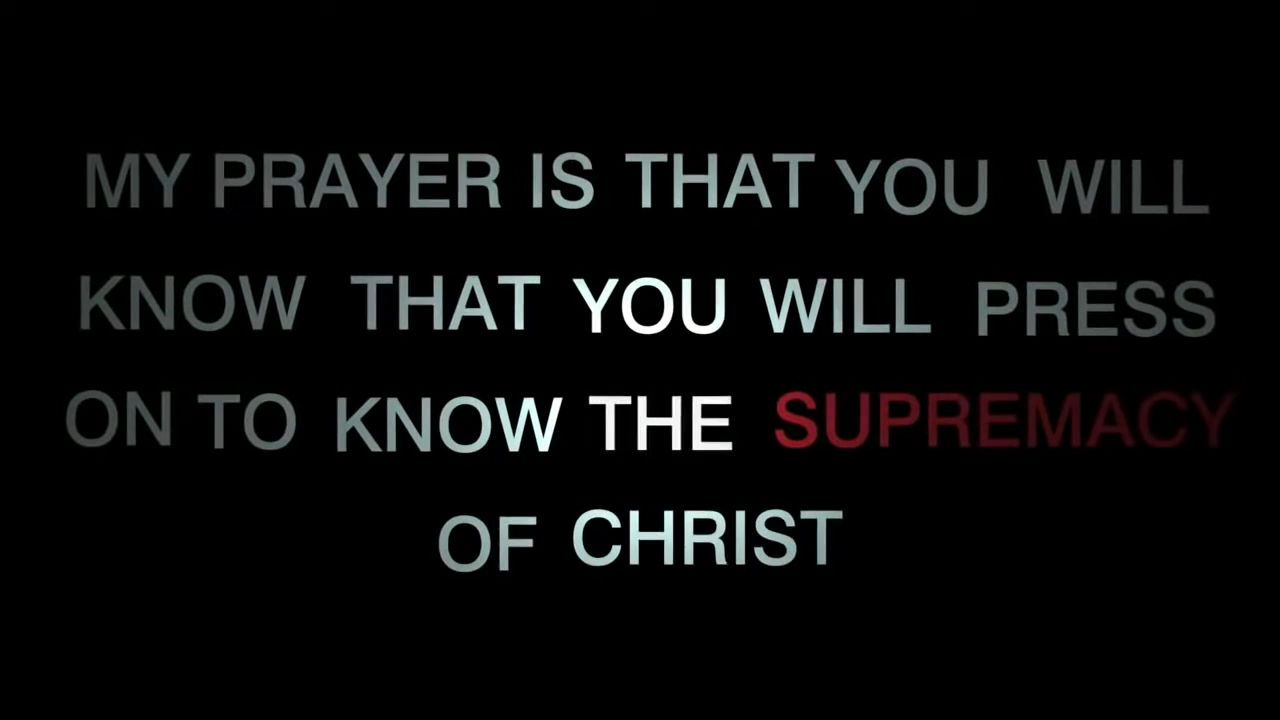 MY PRAYER IS THAT YOU WILL
KNOW THAT YOU WILL PRESS
ON TO KNOW THE SUPREMACY
OF CHRIST